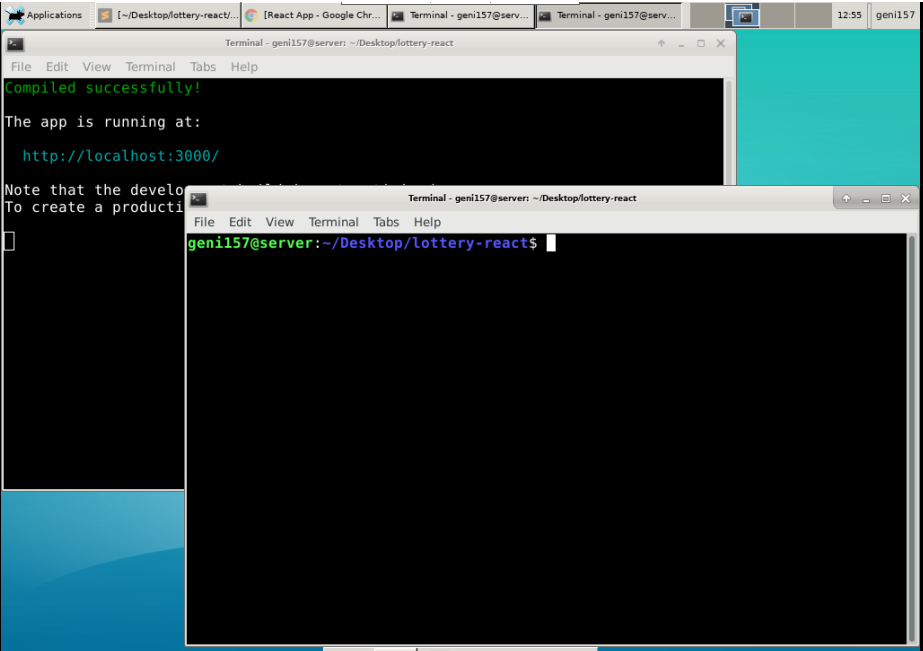 Applications
[~/Desktop/lottery-react/...
[React App - Google Chr...
Terminal - geni157@serv...
Terminal - geni157@serv...
12:55
geni157
Terminal - geni157@server: ~/Desktop/lottery-react
File Edit View Terminal Tabs Help
Compiled successfully!
The app is running at:
http://localhost:3000/
Note that the develo
To create a producti
Terminal - geni157@server: ~/Desktop/lottery-react
File Edit View Terminal Tabs Help
geni157@server:~/Desktop/lottery-react$